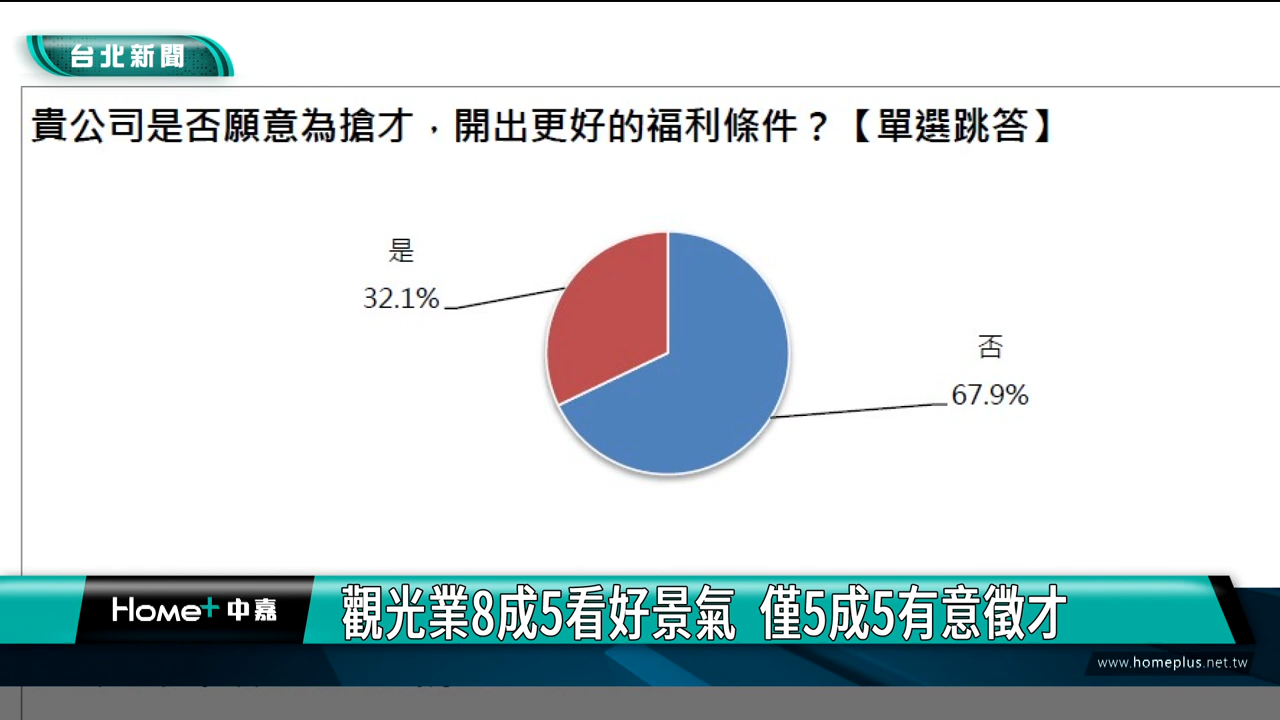 台北新聞
貴公司是否願意為搶才，開出更好的福利條件？【單選跳答】
是
32.1%
否
67.9%
Home+中嘉
觀光業8成5看好景氣 僅5成5有意徵才
www.homeplus.net.tw